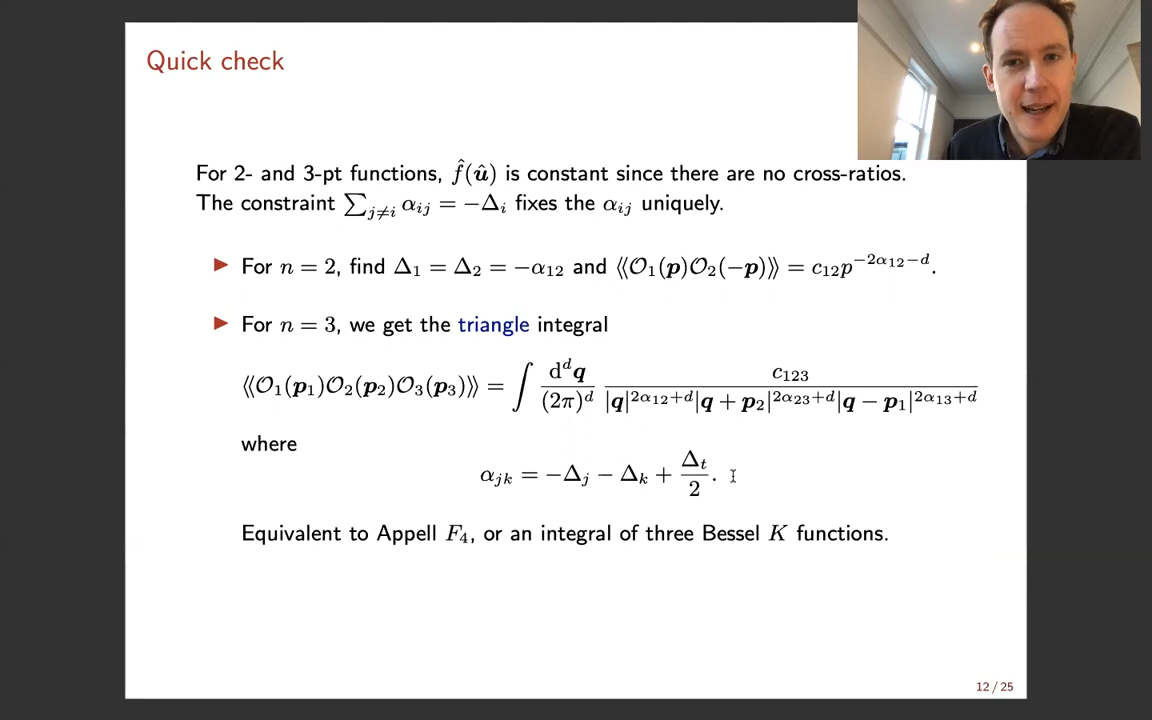 Quick check
For 2- and 3-pt functions, f̂(û) is constant since there are no cross-ratios.
The constraint ∑_{j≠i} α_{ij} = −Δ_i fixes the α_{ij} uniquely.
▶ For n = 2, find Δ_1 = Δ_2 = −α_{12} and ⟨⟨O_1(p)O_2(−p)⟩⟩ = c_{12}p^{−2α_{12}−d}.
▶ For n = 3, we get the triangle integral
⟨⟨O_1(p_1)O_2(p_2)O_3(p_3)⟩⟩ = ∫ d^d q/(2π)^d c_{123}/(|q|^{2α_{12}+d}|q + p_2|^{2α_{23}+d}|q − p_1|^{2α_{13}+d})
where
α_{jk} = −Δ_j − Δ_k + Δ_t/2.
Equivalent to Appell F_4, or an integral of three Bessel K functions.
12 / 25